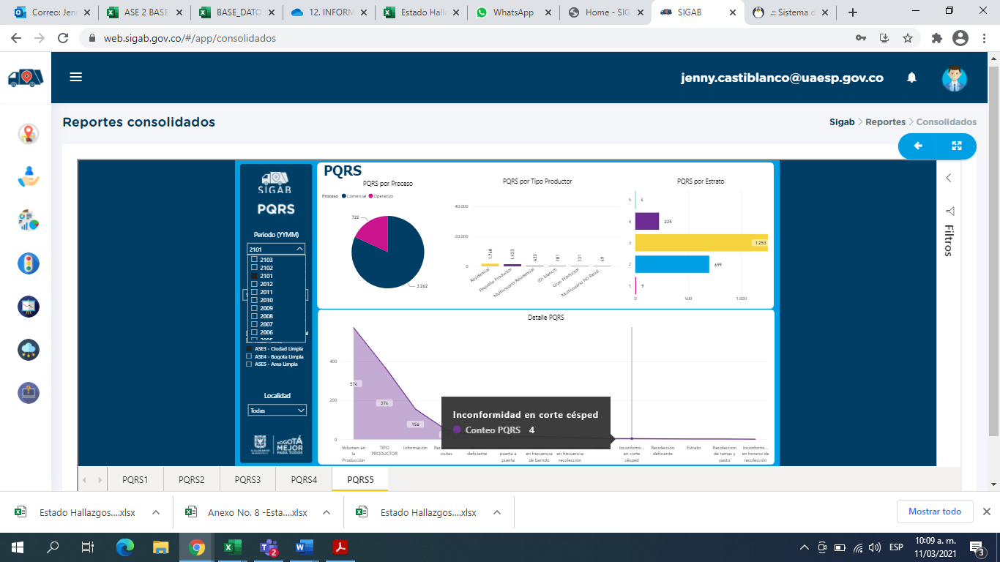 Correo: Jenn
ASE 2 BASE
BASE_DATO
12. INFORM
Estado Hall
WhatsApp
Home - SIG
SIGAB
.:: Sistema d
web.sigab.gov.co/#/app/consolidados
jenny.castiblanco@uaesp.gov.co
Reportes consolidados
Sigab > Reportes > Consolidados
SIGAB
PQRS
Periodo (YYMM)
2101
2103
2102
2101
2012
2011
2010
2009
2008
2007
2006
ASE3 - Ciudad Limpia
ASE4 - Bogota Limpia
ASE5 - Area Limpia
Localidad
Todas
BOGOTÁ
MEJOR
PARA TODOS
PQRS
PQRS por Proceso
Proceso Comercial Operativo
722
3.262
PQRS por Tipo Productor
40.000
20.000
0
1.760
1.433
430
181
131
49
Residencial
Pequeño Productor
Multiusuario Residencial
(En blanco)
Gran Productor
Multiusuario No Resid...
PQRS por Estrato
5 4
4 225
3 1.253
2 699
1 9
0 500 1.000
Detalle PQRS
400
200
0
574
374
156
Inconformidad en corte césped
Conteo PQRS 4
Volumen en la Produccion
TIPO PRODUCTOR
Información
visitas
deficiente
puerta a puerta
en frecuencia de barrido
en frecuencia recolección
Inconformi... en corte césped
Recolección deficiente
Estrato
Recoleccion de ramas y pasto
Inconformi... en horario de recolección
Filtros
PQRS1 PQRS2 PQRS3 PQRS4 PQRS5
Estado Hallazgos....xlsx
Anexo No. 8 -Esta....xlsx
Estado Hallazgos....xlsx
Mostrar todo
2
ESP
10:09 a. m.
11/03/2021
3